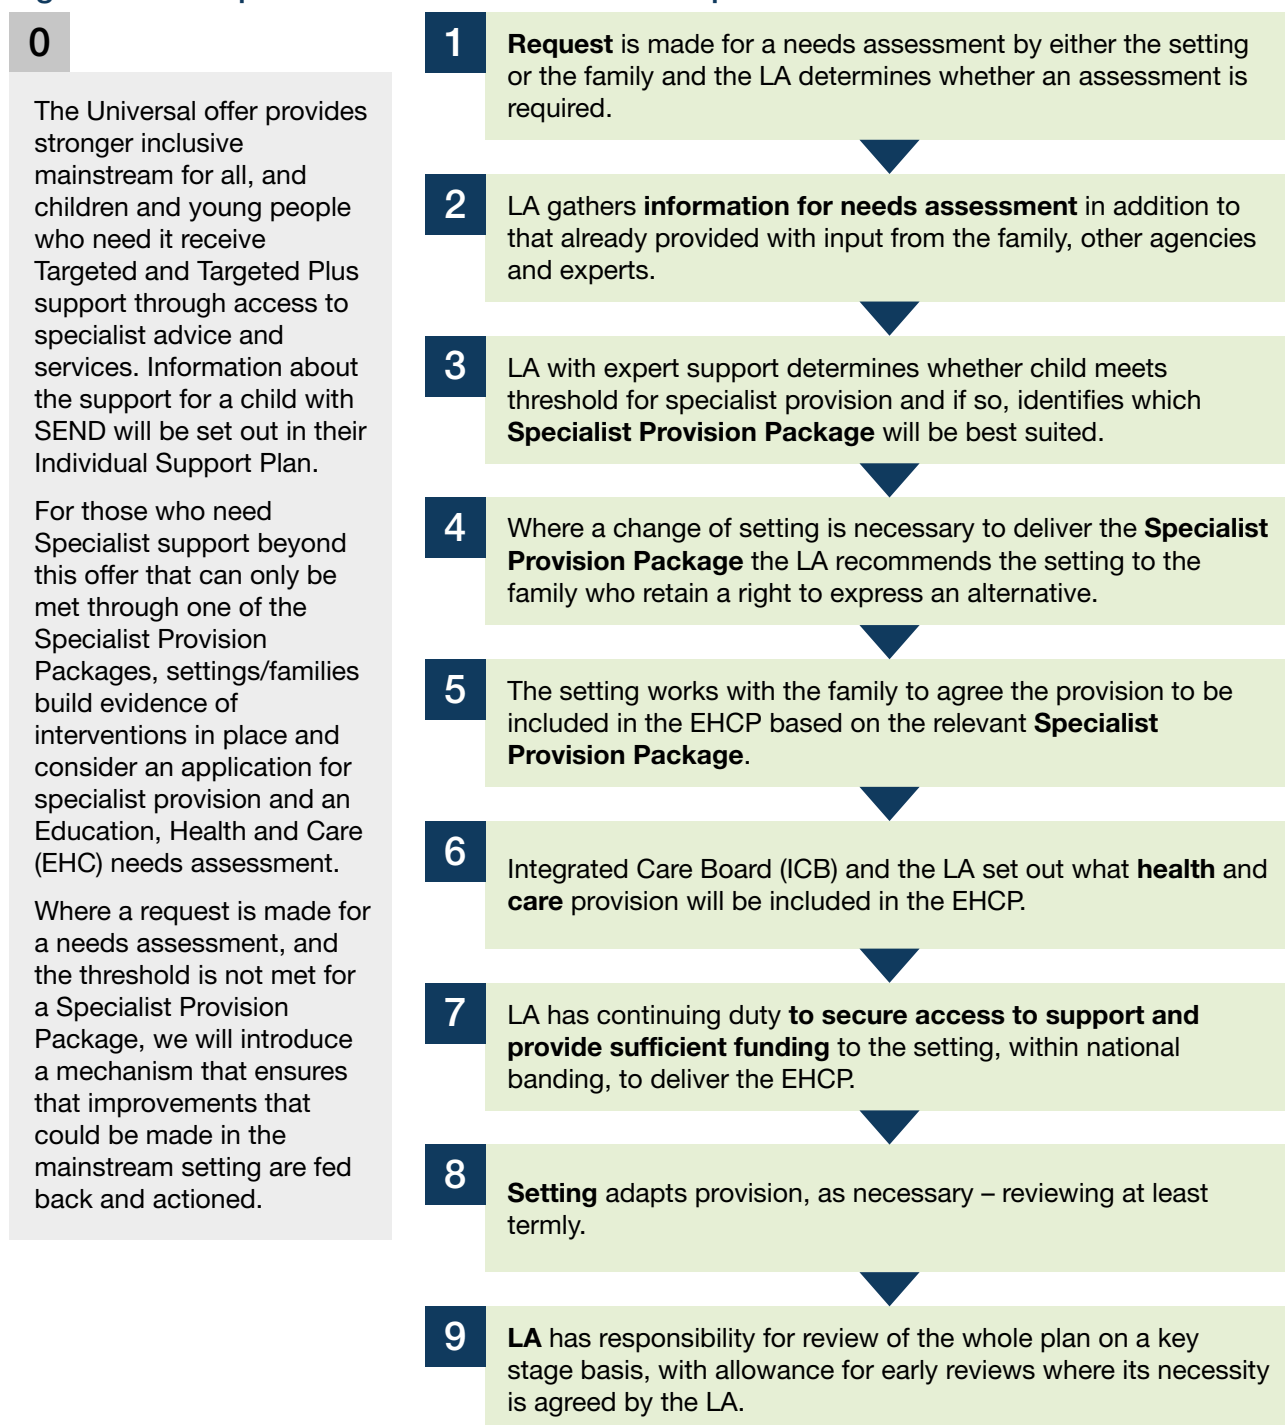 0
The Universal offer provides
stronger inclusive
mainstream for all, and
children and young people
who need it receive
Targeted and Targeted Plus
support through access to
specialist advice and
services. Information about
the support for a child with
SEND will be set out in their
Individual Support Plan.
For those who need
Specialist support beyond
this offer that can only be
met through one of the
Specialist Provision
Packages, settings/families
build evidence of
interventions in place and
consider an application for
specialist provision and an
Education, Health and Care
(EHC) needs assessment.
Where a request is made for
a needs assessment, and
the threshold is not met for
a Specialist Provision
Package, we will introduce
a mechanism that ensures
that improvements that
could be made in the
mainstream setting are fed
back and actioned.
1
Request is made for a needs assessment by either the setting
or the family and the LA determines whether an assessment is
required.
2
LA gathers information for needs assessment in addition to
that already provided with input from the family, other agencies
and experts.
3
LA with expert support determines whether child meets
threshold for specialist provision and if so, identifies which
Specialist Provision Package will be best suited.
4
Where a change of setting is necessary to deliver the Specialist
Provision Package the LA recommends the setting to the
family who retain a right to express an alternative.
5
The setting works with the family to agree the provision to be
included in the EHCP based on the relevant Specialist
Provision Package.
6
Integrated Care Board (ICB) and the LA set out what health and
care provision will be included in the EHCP.
7
LA has continuing duty to secure access to support and
provide sufficient funding to the setting, within national
banding, to deliver the EHCP.
8
Setting adapts provision, as necessary – reviewing at least
termly.
9
LA has responsibility for review of the whole plan on a key
stage basis, with allowance for early reviews where its necessity
is agreed by the LA.